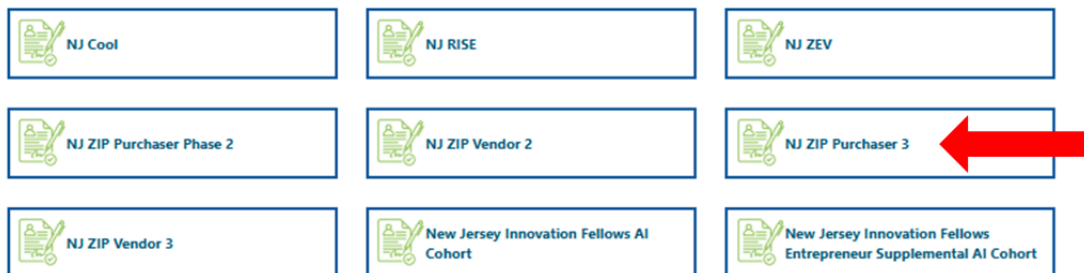 NJ Cool
NJ RISE
NJ ZEV
NJ ZIP Purchaser Phase 2
NJ ZIP Vendor 2
NJ ZIP Purchaser 3
NJ ZIP Vendor 3
New Jersey Innovation Fellows AI
Cohort
New Jersey Innovation Fellows
Entrepreneur Supplemental AI Cohort